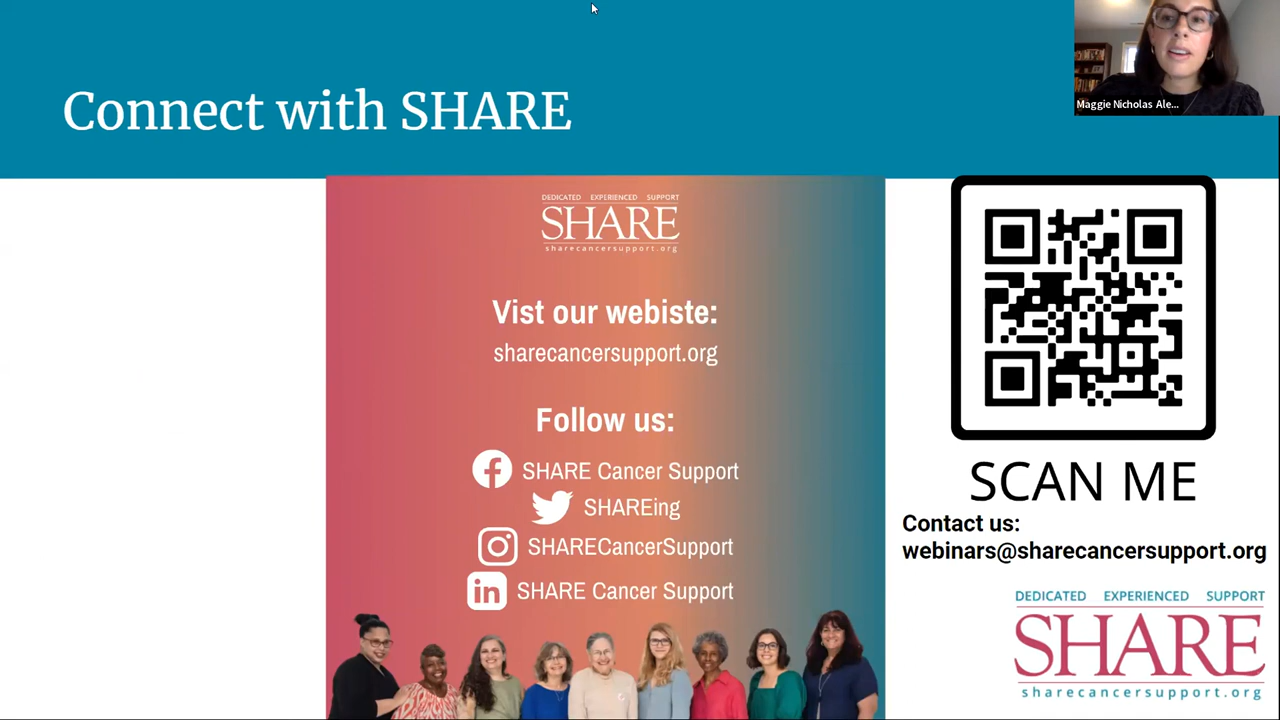 Connect with SHARE
Maggie Nicholas Ale...
DEDICATED EXPERIENCED SUPPORT
SHARE
sharecancersupport.org
Vist our webiste:
sharecancersupport.org
Follow us:
SHARE Cancer Support
SHAREing
SHARECancerSupport
in SHARE Cancer Support
SCAN ME
Contact us:
webinars@sharecancersupport.org
DEDICATED EXPERIENCED SUPPORT
SHARE
sharecancersupport.org